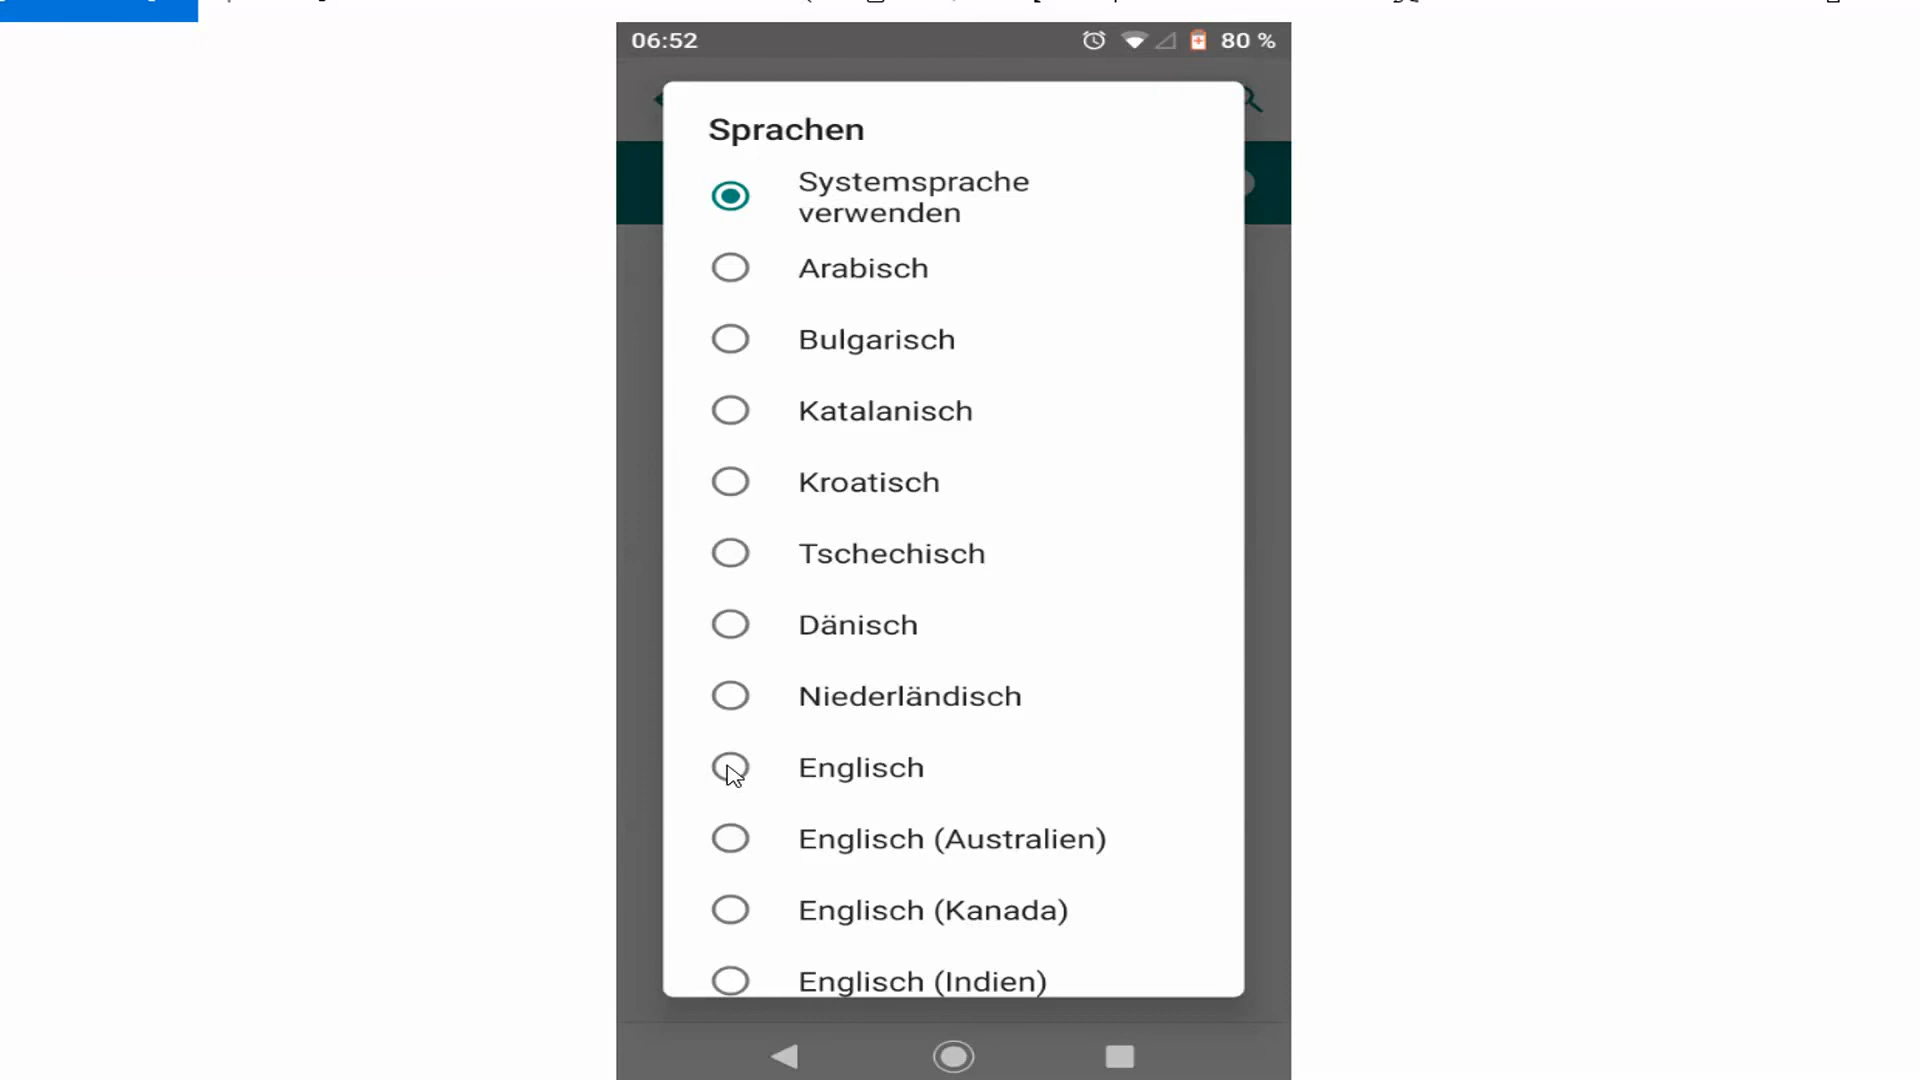 06:52
80 %
Sprachen
Systemsprache
verwenden
Arabisch
Bulgarisch
Katalanisch
Kroatisch
Tschechisch
Dänisch
Niederländisch
Englisch
Englisch (Australien)
Englisch (Kanada)
Englisch (Indien)